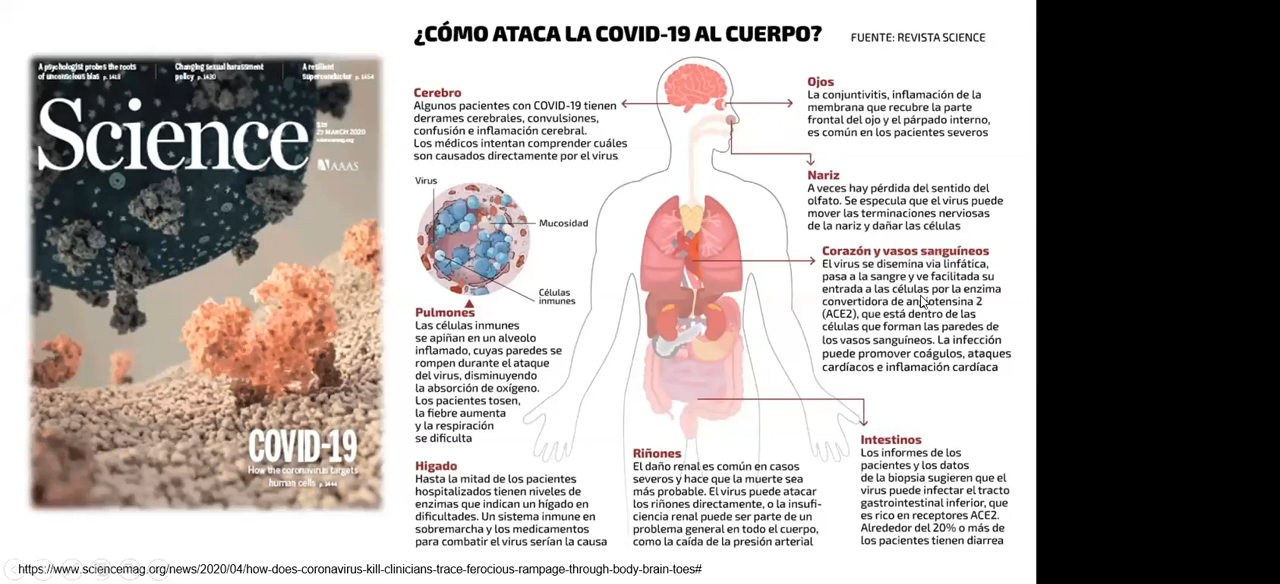 A psychologist probes the roots
of unconscious bias p. 1418
Changing sexual harassment
policy p. 1430
A resilient
superconductor p. 1454
Science
$15
27 MARCH 2020
sciencemag.org
AAAS
COVID-19
How the coronavirus targets
human cells p. 1444
¿CÓMO ATACA LA COVID-19 AL CUERPO?
FUENTE: REVISTA SCIENCE
Cerebro
Algunos pacientes con COVID-19 tienen
derrames cerebrales, convulsiones,
confusión e inflamación cerebral.
Los médicos intentan comprender cuáles
son causados directamente por el virus
Virus
Mucosidad
Células
inmunes
Pulmones
Las células inmunes
se apiñan en un alveolo
inflamado, cuyas paredes se
rompen durante el ataque
del virus, disminuyendo
la absorción de oxígeno.
Los pacientes tosen,
la fiebre aumenta
y la respiración
se dificulta
Hígado
Hasta la mitad de los pacientes
hospitalizados tienen niveles de
enzimas que indican un hígado en
dificultades. Un sistema inmune en
sobremarcha y los medicamentos
para combatir el virus serían la causa
Riñones
El daño renal es común en casos
severos y hace que la muerte sea
más probable. El virus puede atacar
los riñones directamente, o la insufi-
ciencia renal puede ser parte de un
problema general en todo el cuerpo,
como la caída de la presión arterial
Ojos
La conjuntivitis, inflamación de la
membrana que recubre la parte
frontal del ojo y el párpado interno,
es común en los pacientes severos
Nariz
A veces hay pérdida del sentido del
olfato. Se especula que el virus puede
mover las terminaciones nerviosas
de la nariz y dañar las células
Corazón y vasos sanguíneos
El virus se disemina via linfática,
pasa a la sangre y ve facilitada su
entrada a las células por la enzima
convertidora de angiotensina 2
(ACE2), que está dentro de las
células que forman las paredes de
los vasos sanguíneos. La infección
puede promover coágulos, ataques
cardíacos e inflamación cardíaca
Intestinos
Los informes de los
pacientes y los datos
de la biopsia sugieren que el
virus puede infectar el tracto
gastrointestinal inferior, que
es rico en receptores ACE2.
Alrededor del 20% o más de
los pacientes tienen diarrea
https://www.sciencemag.org/news/2020/04/how-does-coronavirus-kill-clinicians-trace-ferocious-rampage-through-body-brain-toes#